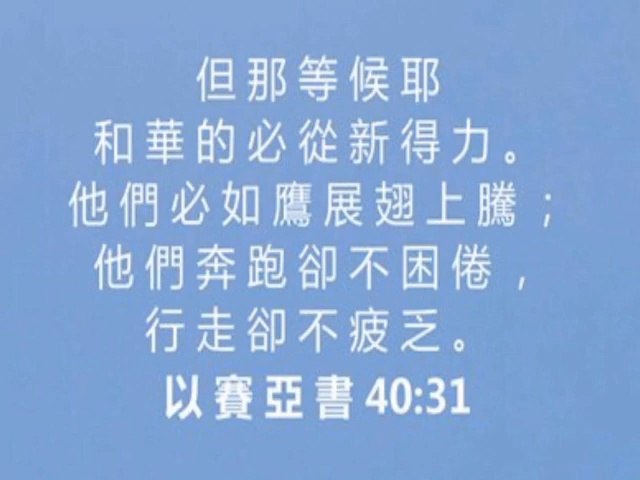 但那等候耶
和華的必從新得力。
他們必如鷹展翅上騰；
他們奔跑卻不困倦，
行走卻不疲乏。
以賽亞書 40:31